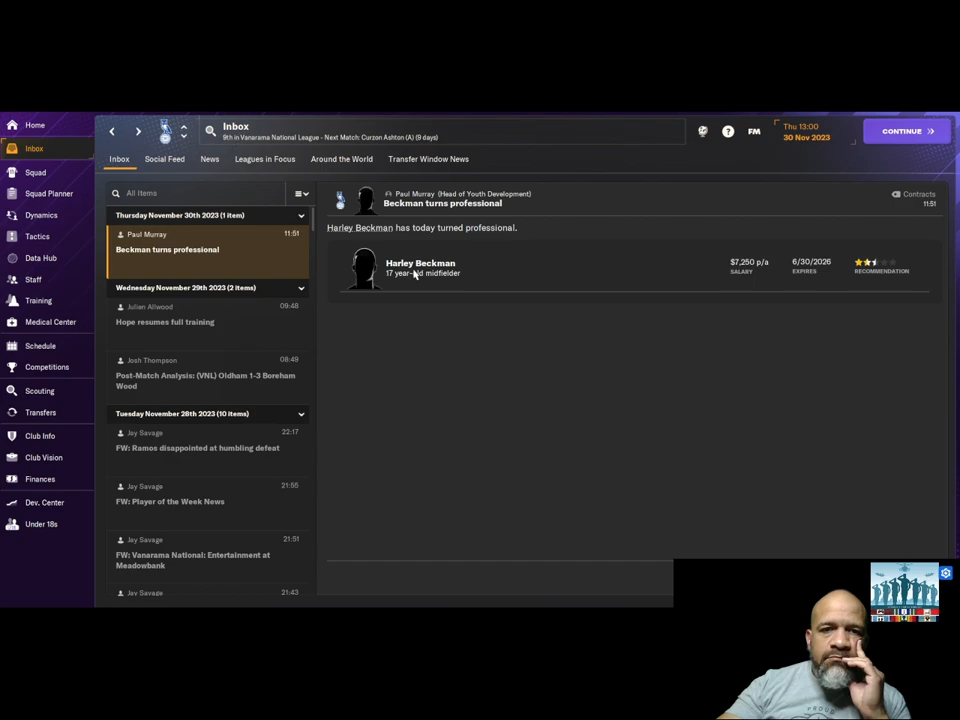 Home
Inbox
Squad
Squad Planner
Dynamics
Tactics
Data Hub
Staff
Training
Medical Center
Schedule
Competitions
Scouting
Transfers
Club Info
Club Vision
Finances
Dev. Center
Under 18s
Inbox
9th in Vanarama National League - Next Match: Curzon Ashton (A) (9 days)
?
FM
Thu 13:00
30 Nov 2023
CONTINUE
Inbox
Social Feed
News
Leagues in Focus
Around the World
Transfer Window News
All Items
Thursday November 30th 2023 (1 item)
Paul Murray
11:51
Beckman turns professional
Wednesday November 29th 2023 (2 items)
Julien Allwood
09:48
Hope resumes full training
Josh Thompson
08:49
Post-Match Analysis: (VNL) Oldham 1-3 Boreham
Wood
Tuesday November 28th 2023 (10 items)
Jay Savage
22:17
FW: Ramos disappointed at humbling defeat
Jay Savage
21:55
FW: Player of the Week News
Jay Savage
21:51
FW: Vanarama National: Entertainment at
Meadowbank
Jay Savage
21:43
Paul Murray (Head of Youth Development)
Beckman turns professional
Contracts
11:51
Harley Beckman has today turned professional.
Harley Beckman
17 year-old midfielder
$7,250 p/a
SALARY
6/30/2026
EXPIRES
RECOMMENDATION
PROUD